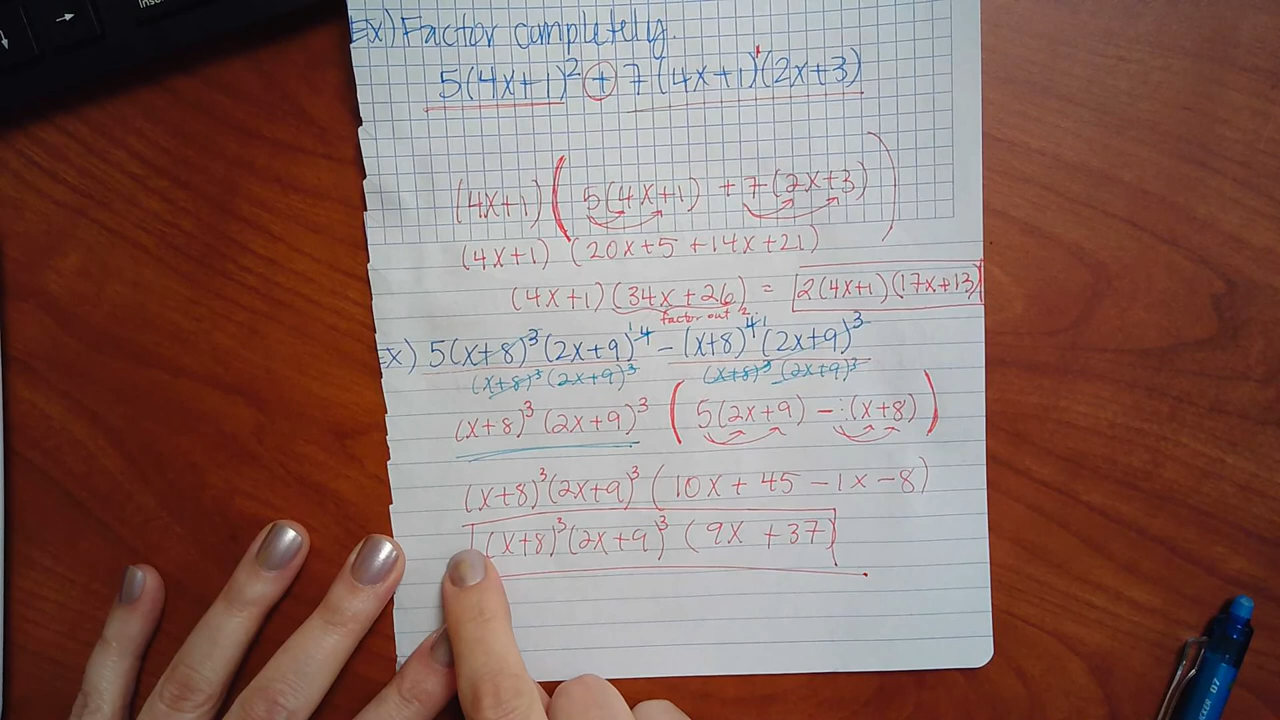 Ex) Factor completely.
5(4x+1)² + 7(4x+1)¹(2x+3)
(4x+1)(5(4x+1) + 7(2x+3))
(4x+1) (20x+5 +14x+21)
(4x+1)(34x+26) = 2(4x+1)(17x+13)
factor out 2.
Ex) 5(x+8)³(2x+9)⁴ - (x+8)⁴(2x+9)³
(x+8)³(2x+9)³ (x+8)³(2x+9)³
(x+8)³(2x+9)³ (5(2x+9) - (x+8))
(x+8)³(2x+9)³ (10x + 45 - 1x - 8)
(x+8)³(2x+9)³ (9x + 37)
07